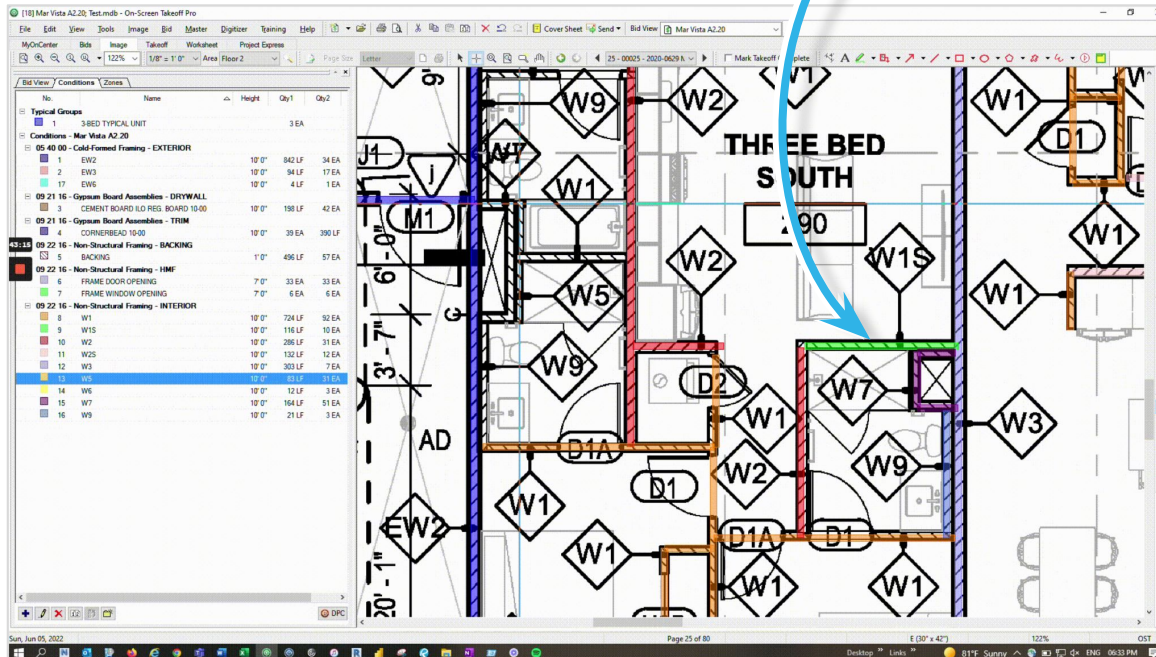 [18] Mar Vista A2.20; Test.mdb - On-Screen Takeoff Pro
File Edit View Tools Image Bid Master Digitizer Training Help Cover Sheet Send Bid View Mar Vista A2.20
MyOnCenter Bids Image Takeoff Worksheet Project Express
122% 1/8" = 1' 0" Area Floor 2 Page Size Letter 25 - 00025 - 2020-0629 Mark Takeoff
Bid View Conditions Zones
No. Name Height Qty1 Qty2
Typical Groups
1 3-BED TYPICAL UNIT 3 EA
Conditions - Mar Vista A2.20
05 40 00 - Cold-Formed Framing - EXTERIOR
1 EW2 10' 0" 842 LF 34 EA
2 EW3 10' 0" 94 LF 17 EA
17 EW6 10' 0" 4 LF 1 EA
09 21 16 - Gypsum Board Assemblies - DRYWALL
3 CEMENT BOARD ILO REG. BOARD 10-00 10' 0" 198 LF 42 EA
09 21 16 - Gypsum Board Assemblies - TRIM
4 CORNERBEAD 10-00 10' 0" 39 EA 390 LF
43:15
09 22 16 - Non-Structural Framing - BACKING
5 BACKING 1' 0" 496 LF 57 EA
09 22 16 - Non-Structural Framing - HMF
6 FRAME DOOR OPENING 7' 0" 33 EA 33 EA
7 FRAME WINDOW OPENING 7' 0" 6 EA 6 EA
09 22 16 - Non-Structural Framing - INTERIOR
8 W1 10' 0" 724 LF 92 EA
9 W1S 10' 0" 116 LF 10 EA
10 W2 10' 0" 286 LF 31 EA
11 W2S 10' 0" 132 LF 12 EA
12 W3 10' 0" 303 LF 7 EA
13 W5 10' 0" 83 LF 31 EA
14 W6 10' 0" 12 LF 3 EA
15 W7 10' 0" 164 LF 51 EA
16 W9 10' 0" 21 LF 3 EA
DPC
W1
W9 W2 W1
J1 W7 THREE BED D1
j W1 SOUTH
M1 290 W1
6'-0" W2 W1S
W5 W1
3'-7"
W9 D2 W7
W1 W3
AD D1A W2 W9
D1
EW2 W1 D1A D1
W1 W1 W1
20'-1"
Sun, Jun 05, 2022 Page 25 of 80 E (30" x 42") 122% OST
Desktop Links 81°F Sunny ENG 06:33 PM